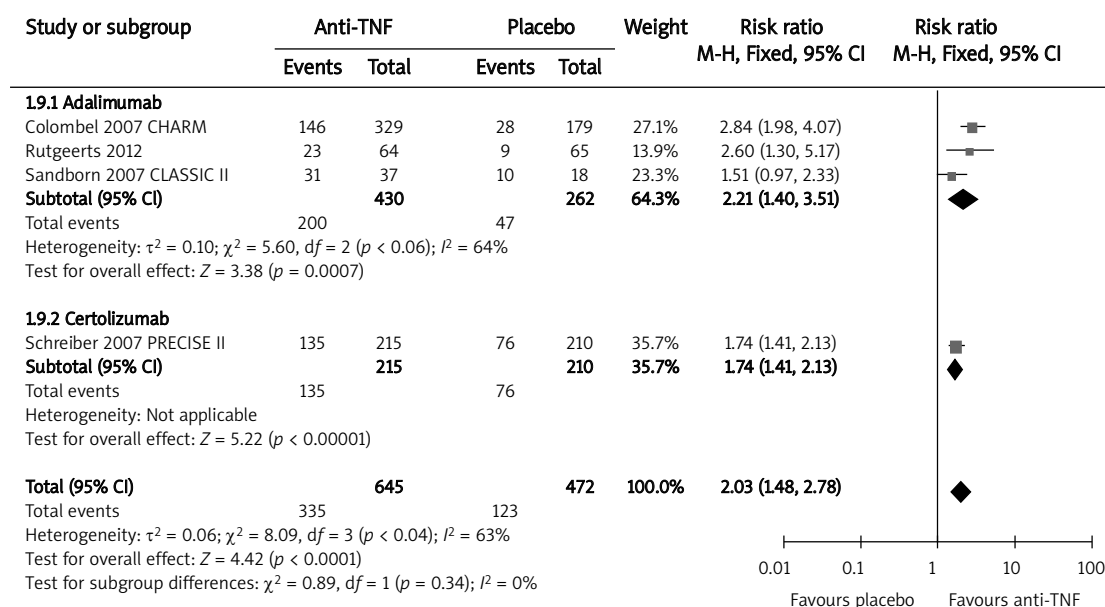 Study or subgroup Anti-TNF Placebo Weight Risk ratio Risk ratio
Events Total Events Total M-H, Fixed, 95% CI M-H, Fixed, 95% CI
1.9.1 Adalimumab
Colombel 2007 CHARM 146 329 28 179 27.1% 2.84 (1.98, 4.07)
Rutgeerts 2012 23 64 9 65 13.9% 2.60 (1.30, 5.17)
Sandborn 2007 CLASSIC II 31 37 10 18 23.3% 1.51 (0.97, 2.33)
Subtotal (95% CI) 430 262 64.3% 2.21 (1.40, 3.51)
Total events 200 47
Heterogeneity: τ² = 0.10; χ² = 5.60, df = 2 (p < 0.06); I² = 64%
Test for overall effect: Z = 3.38 (p = 0.0007)
1.9.2 Certolizumab
Schreiber 2007 PRECISE II 135 215 76 210 35.7% 1.74 (1.41, 2.13)
Subtotal (95% CI) 215 210 35.7% 1.74 (1.41, 2.13)
Total events 135 76
Heterogeneity: Not applicable
Test for overall effect: Z = 5.22 (p < 0.00001)
Total (95% CI) 645 472 100.0% 2.03 (1.48, 2.78)
Total events 335 123
Heterogeneity: τ² = 0.06; χ² = 8.09, df = 3 (p < 0.04); I² = 63%
Test for overall effect: Z = 4.42 (p < 0.0001)
Test for subgroup differences: χ² = 0.89, df = 1 (p = 0.34); I² = 0%
0.01 0.1 1 10 100
Favours placebo Favours anti-TNF